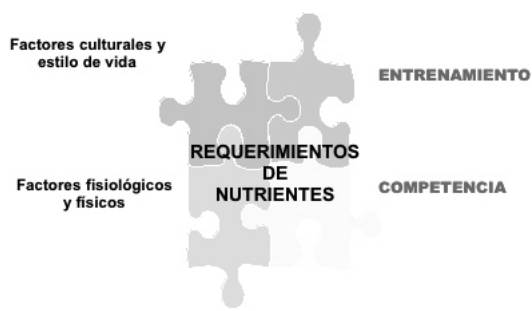 Factores culturales y
estilo de vida
ENTRENAMIENTO
REQUERIMIENTOS
DE
NUTRIENTES
Factores fisiológicos
y físicos
COMPETENCIA